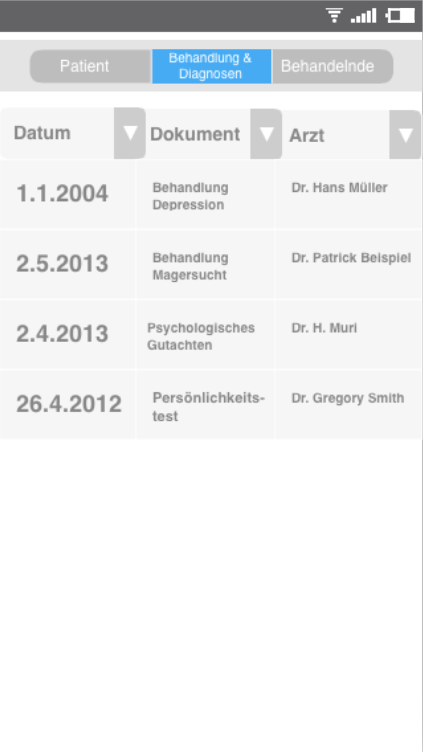 Patient
Behandlung &
Diagnosen
Behandelnde
Datum
Dokument
Arzt
1.1.2004
Behandlung
Depression
Dr. Hans Müller
2.5.2013
Behandlung
Magersucht
Dr. Patrick Beispiel
2.4.2013
Psychologisches
Gutachten
Dr. H. Muri
26.4.2012
Persönlichkeits-
test
Dr. Gregory Smith